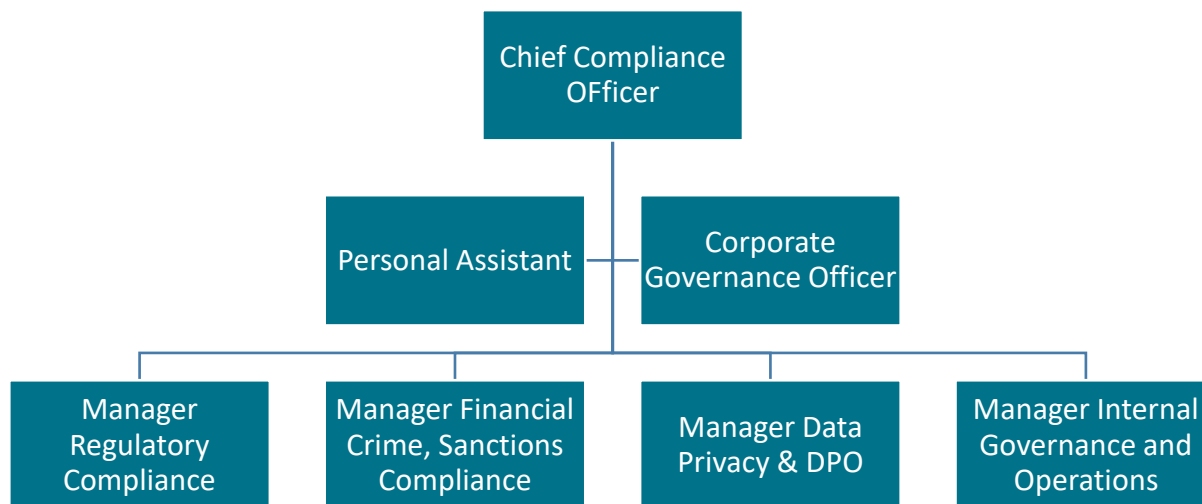 Chief Compliance
OFficer
Personal Assistant
Corporate
Governance Officer
Manager
Regulatory
Compliance
Manager Financial
Crime, Sanctions
Compliance
Manager Data
Privacy & DPO
Manager Internal
Governance and
Operations